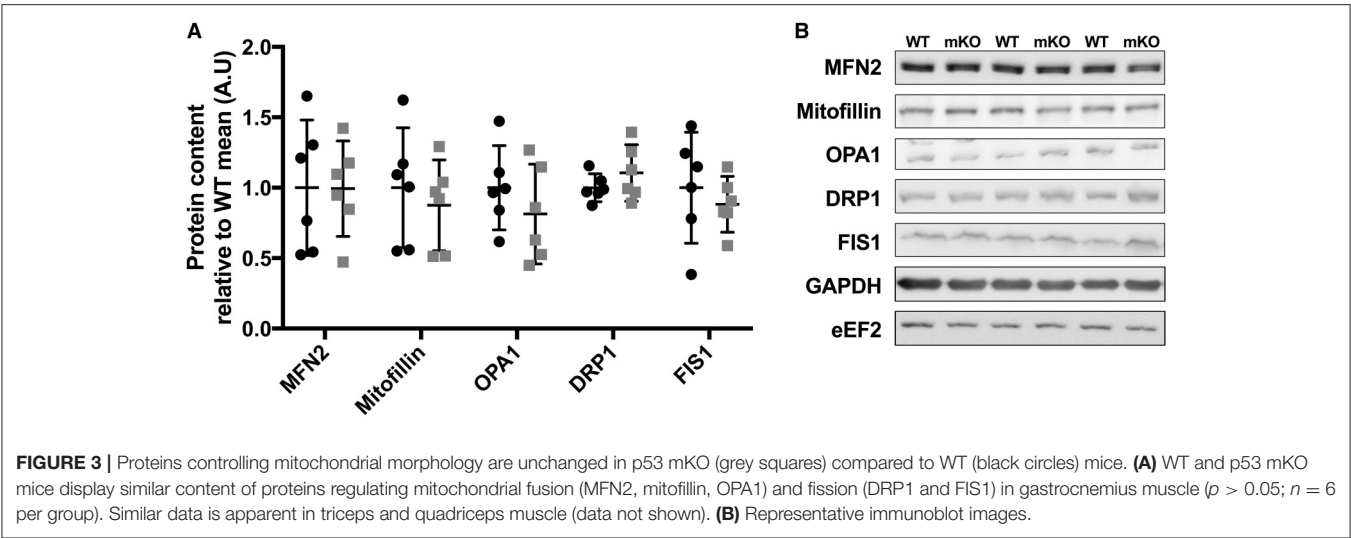 A
Protein content
relative to WT mean (A.U)
2.0
1.5
1.0
0.5
0.0
MFN2
Mitofillin
OPA1
DRP1
FIS1
B
WT mKO WT mKO WT mKO
MFN2
Mitofillin
OPA1
DRP1
FIS1
GAPDH
eEF2
FIGURE 3 | Proteins controlling mitochondrial morphology are unchanged in p53 mKO (grey squares) compared to WT (black circles) mice. (A) WT and p53 mKO
mice display similar content of proteins regulating mitochondrial fusion (MFN2, mitofillin, OPA1) and fission (DRP1 and FIS1) in gastrocnemius muscle (p > 0.05; n = 6
per group). Similar data is apparent in triceps and quadriceps muscle (data not shown). (B) Representative immunoblot images.